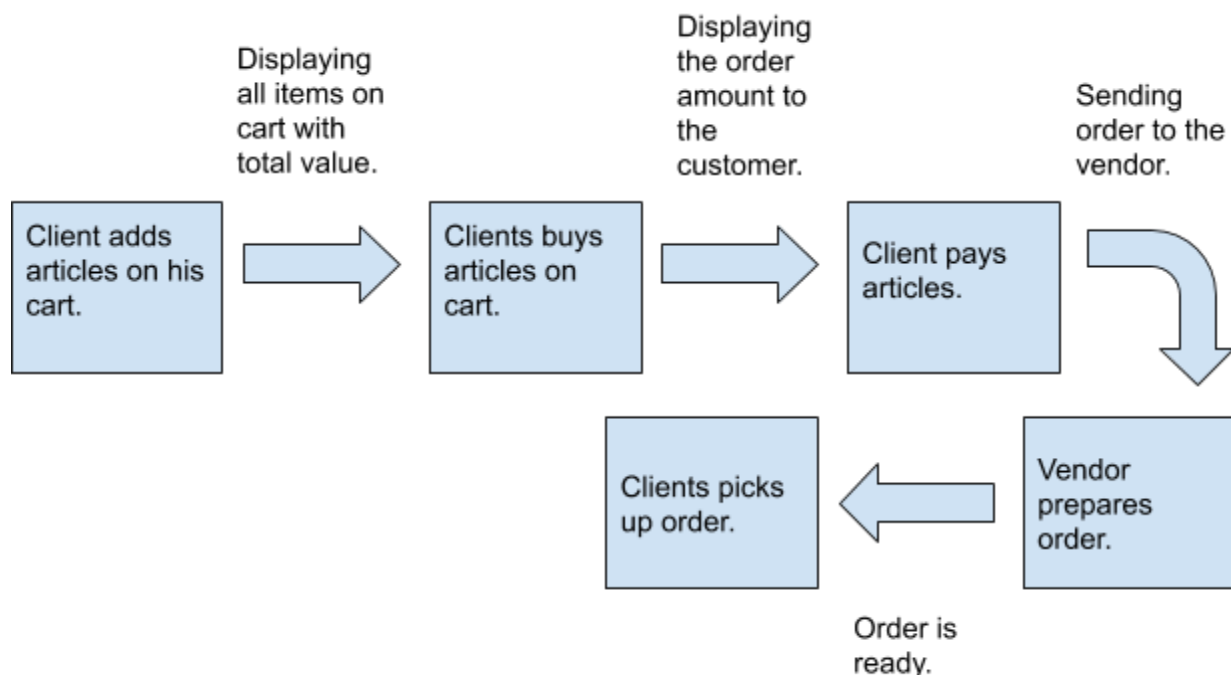 Displaying
all items on
cart with
total value.
Displaying
the order
amount to
the
customer.
Sending
order to the
vendor.
Client adds
articles on his
cart.
Clients buys
articles on
cart.
Client pays
articles.
Vendor
prepares
order.
Clients picks
up order.
Order is
ready.